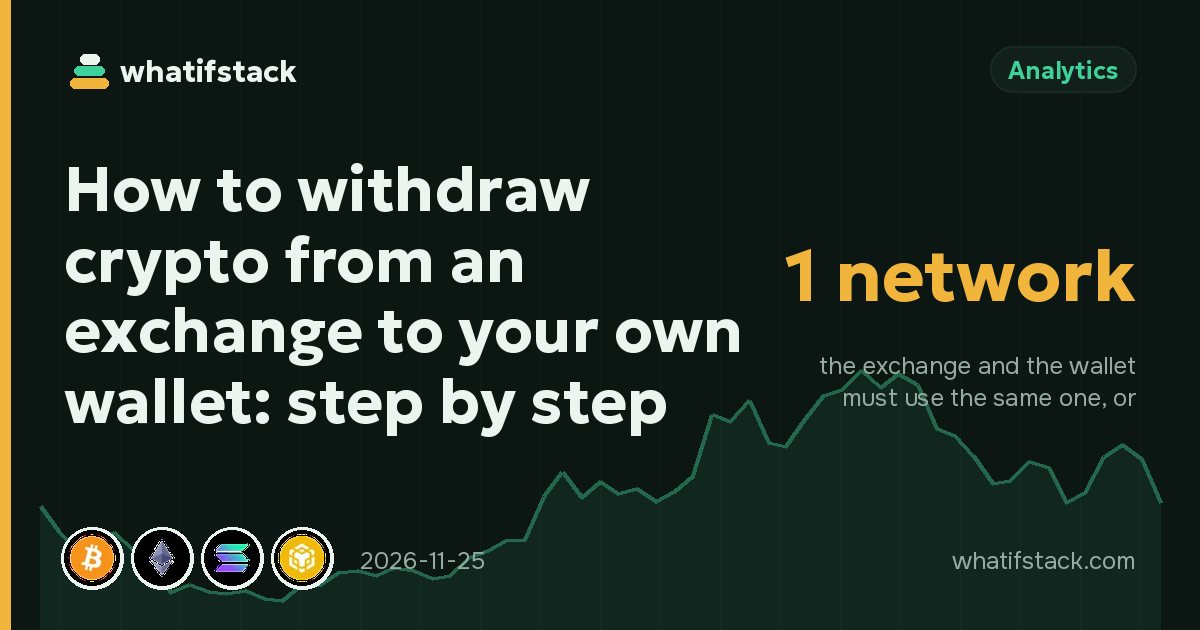 whatifstack
Analytics
How to withdraw
crypto from an
exchange to your own
wallet: step by step
1 network
the exchange and the wallet
must use the same one, or
2026-11-25
whatifstack.com